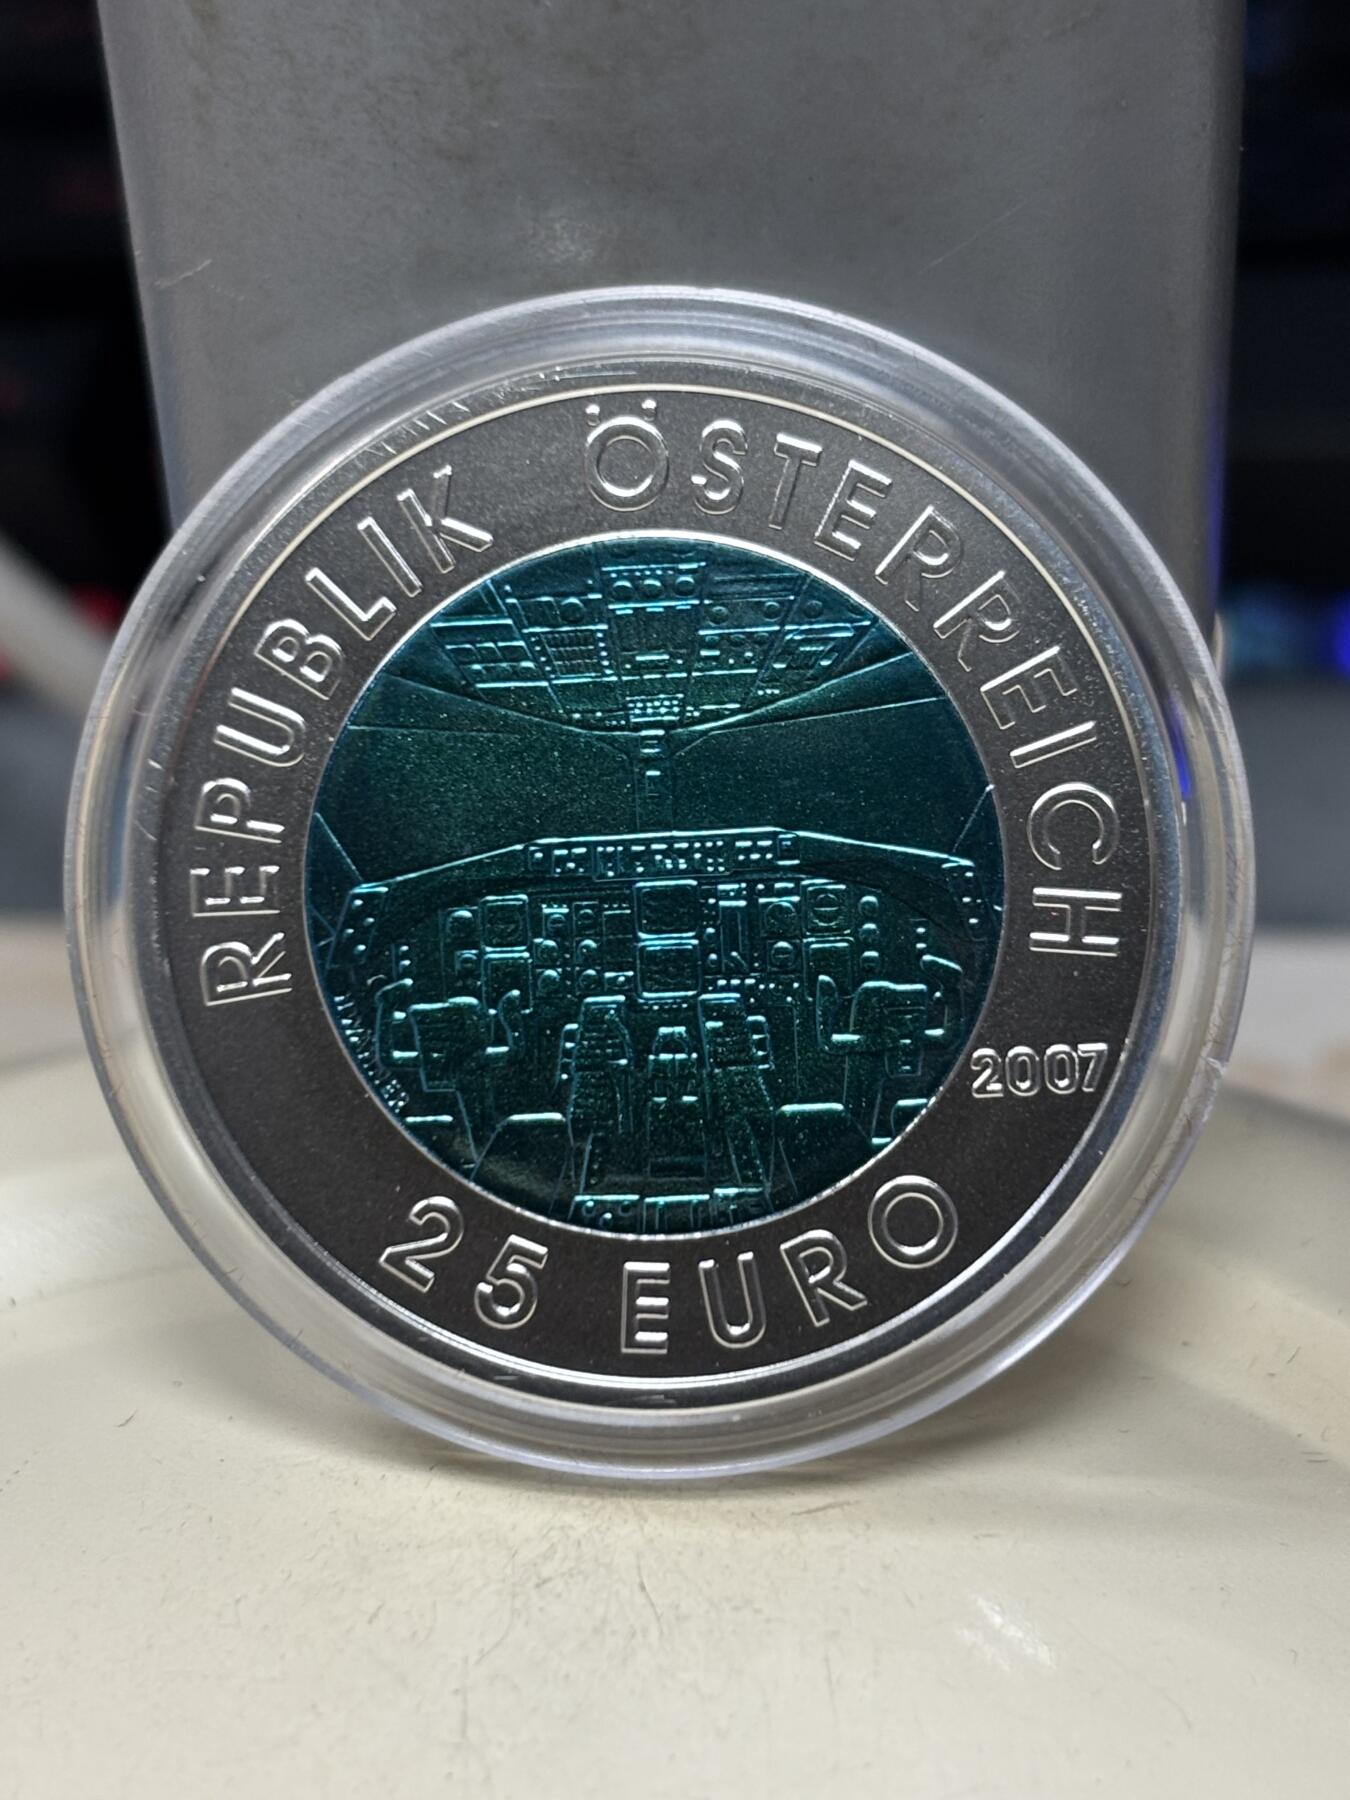 REPUBLIK ÖSTERREICH
2007
25 EURO